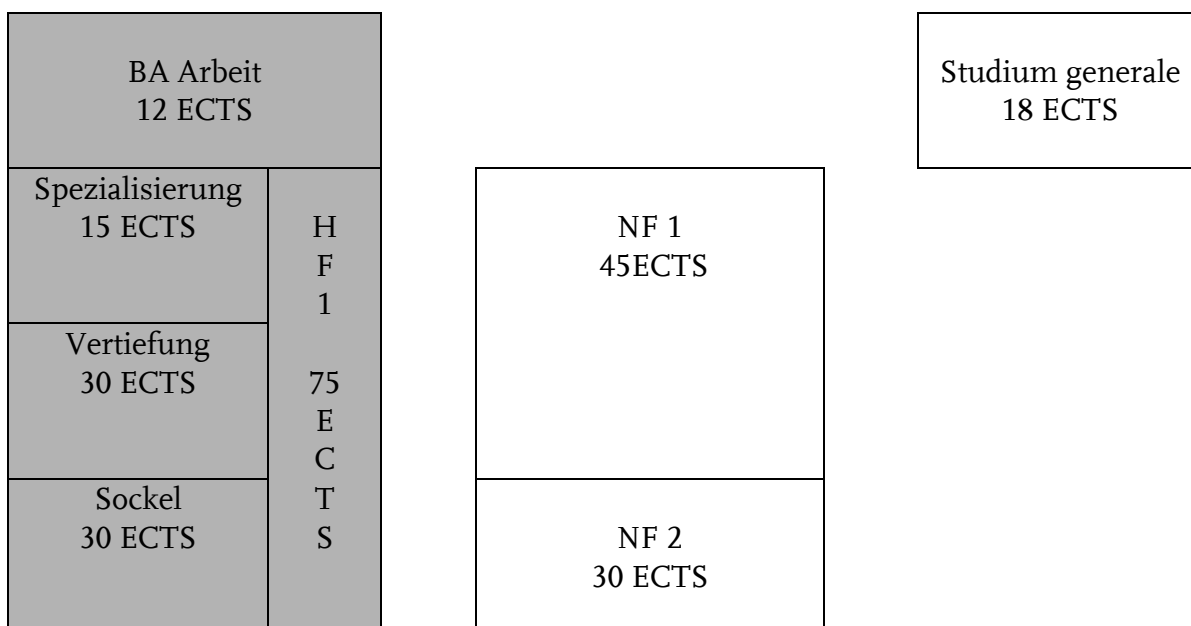 BA Arbeit
12 ECTS
Studium generale
18 ECTS
Spezialisierung
15 ECTS
Vertiefung
30 ECTS
Sockel
30 ECTS
H
F
1
75
E
C
T
S
NF 1
45ECTS
NF 2
30 ECTS